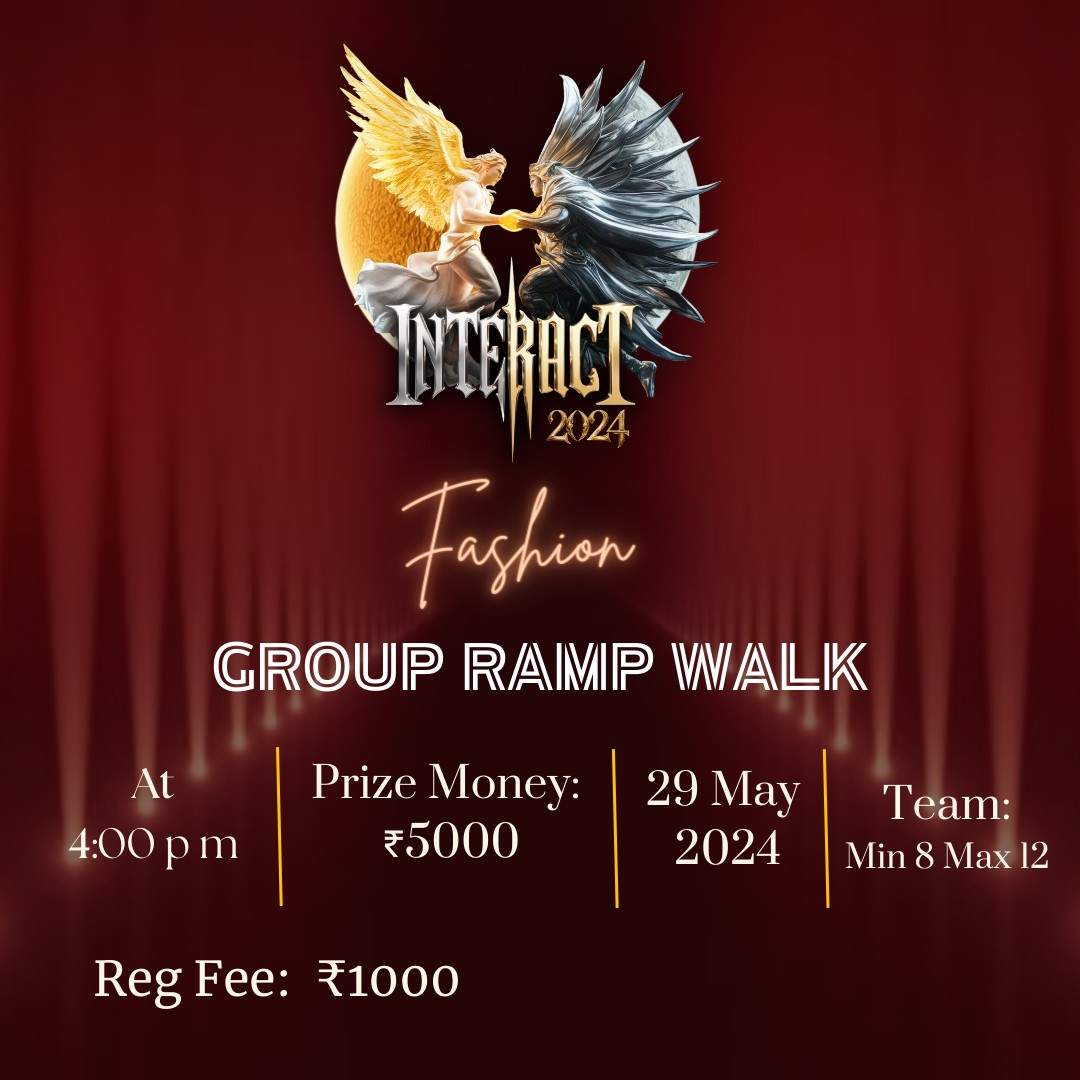 INTERACT
2024
Fashion
GROUP RAMP WALK
At
4:00 p m
Prize Money:
₹5000
29 May
2024
Team:
Min 8 Max 12
Reg Fee: ₹1000